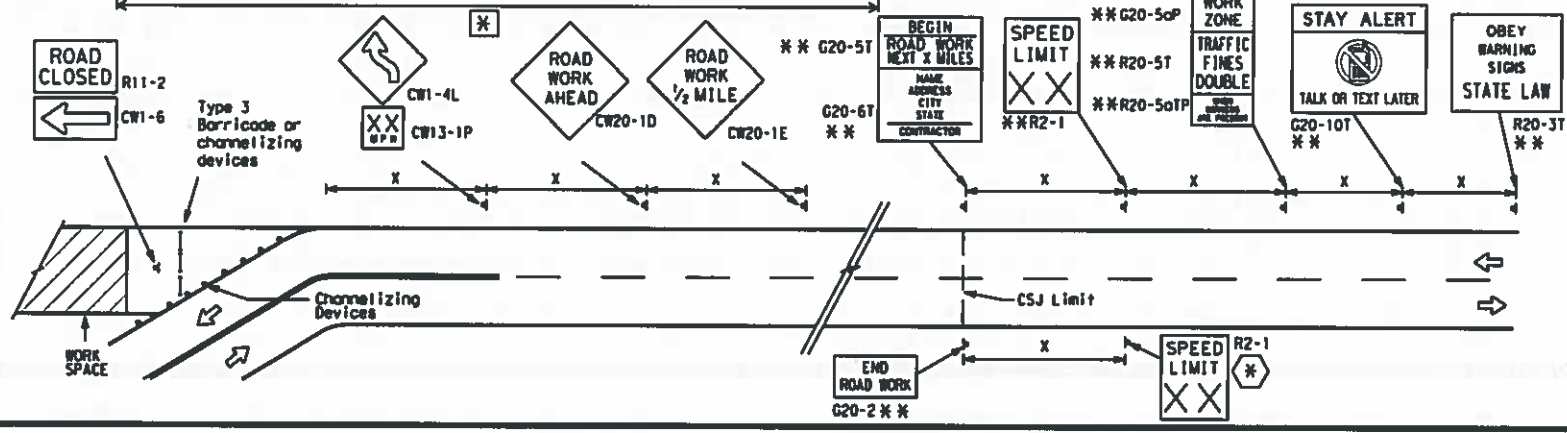 ROAD
CLOSED
R11-2
CW1-6
Type 3
Barricade or
channelizing
devices
CW1-4L
XX
MPH
CW13-1P
*
ROAD
WORK
AHEAD
CW20-1D
ROAD
WORK
1/2 MILE
CW20-1E
** G20-5T
BEGIN
ROAD WORK
NEXT X MILES
G20-6T
**
NAME
ADDRESS
CITY
STATE
CONTRACTOR
SPEED
LIMIT
XX
**R2-1
**G20-5aP
WORK
ZONE
**R20-5T
TRAFFIC
FINES
DOUBLE
**R20-5aTP
STAY ALERT
TALK OR TEXT LATER
G20-10T
**
OBEY
WARNING
SIGNS
STATE LAW
R20-3T
**
X
X
X
X
X
X
X
Channelizing
Devices
WORK
SPACE
CSJ Limit
END
ROAD WORK
G20-2 **
X
SPEED
LIMIT
XX
R2-1
*